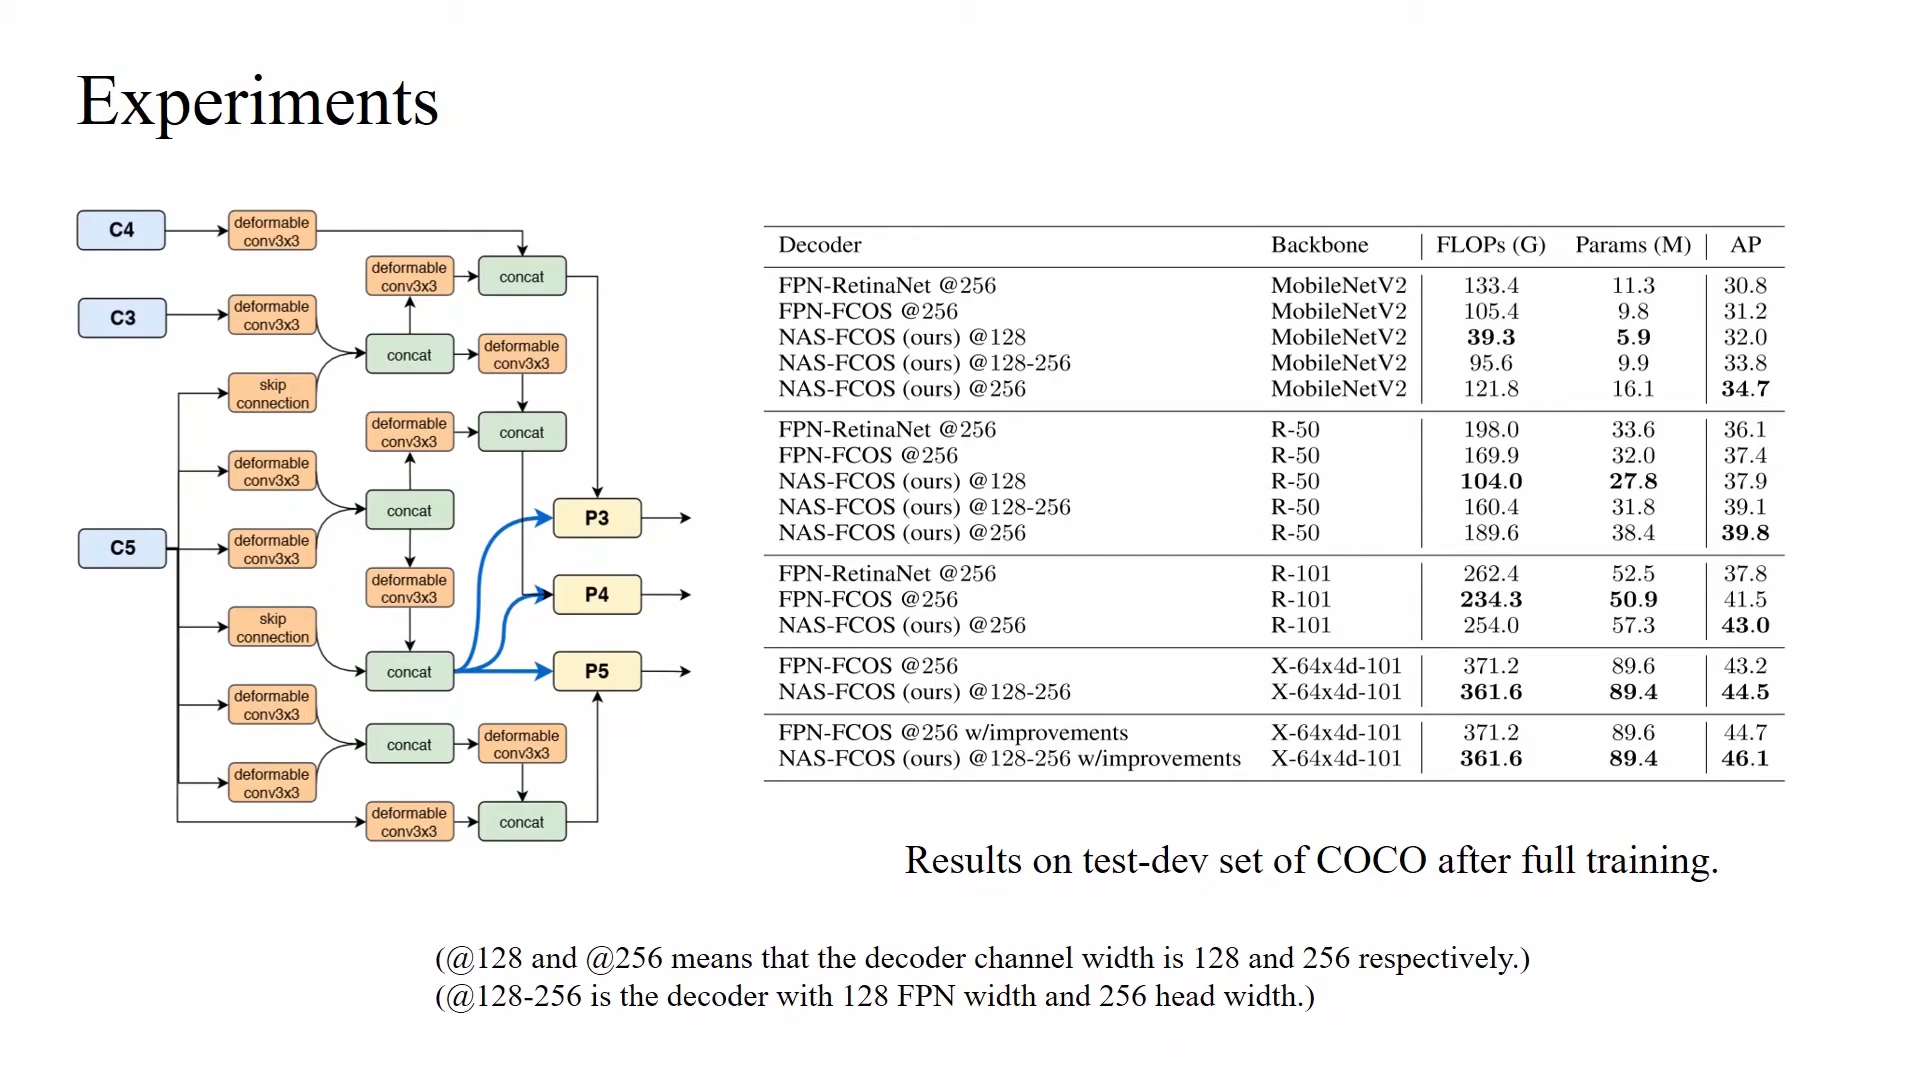 Experiments
C4
deformable
conv3x3
deformable
conv3x3
concat
C3
deformable
conv3x3
concat
deformable
conv3x3
skip
connection
deformable
conv3x3
concat
deformable
conv3x3
deformable
conv3x3
concat
C5
deformable
conv3x3
deformable
conv3x3
P3
P4
P5
skip
connection
concat
deformable
conv3x3
concat
deformable
conv3x3
deformable
conv3x3
deformable
conv3x3
concat
Decoder Backbone FLOPs (G) Params (M) AP
FPN-RetinaNet @256 MobileNetV2 133.4 11.3 30.8
FPN-FCOS @256 MobileNetV2 105.4 9.8 31.2
NAS-FCOS (ours) @128 MobileNetV2 39.3 5.9 32.0
NAS-FCOS (ours) @128-256 MobileNetV2 95.6 9.9 33.8
NAS-FCOS (ours) @256 MobileNetV2 121.8 16.1 34.7
FPN-RetinaNet @256 R-50 198.0 33.6 36.1
FPN-FCOS @256 R-50 169.9 32.0 37.4
NAS-FCOS (ours) @128 R-50 104.0 27.8 37.9
NAS-FCOS (ours) @128-256 R-50 160.4 31.8 39.1
NAS-FCOS (ours) @256 R-50 189.6 38.4 39.8
FPN-RetinaNet @256 R-101 262.4 52.5 37.8
FPN-FCOS @256 R-101 234.3 50.9 41.5
NAS-FCOS (ours) @256 R-101 254.0 57.3 43.0
FPN-FCOS @256 X-64x4d-101 371.2 89.6 43.2
NAS-FCOS (ours) @128-256 X-64x4d-101 361.6 89.4 44.5
FPN-FCOS @256 w/improvements X-64x4d-101 371.2 89.6 44.7
NAS-FCOS (ours) @128-256 w/improvements X-64x4d-101 361.6 89.4 46.1
Results on test-dev set of COCO after full training.
(@128 and @256 means that the decoder channel width is 128 and 256 respectively.)
(@128-256 is the decoder with 128 FPN width and 256 head width.)